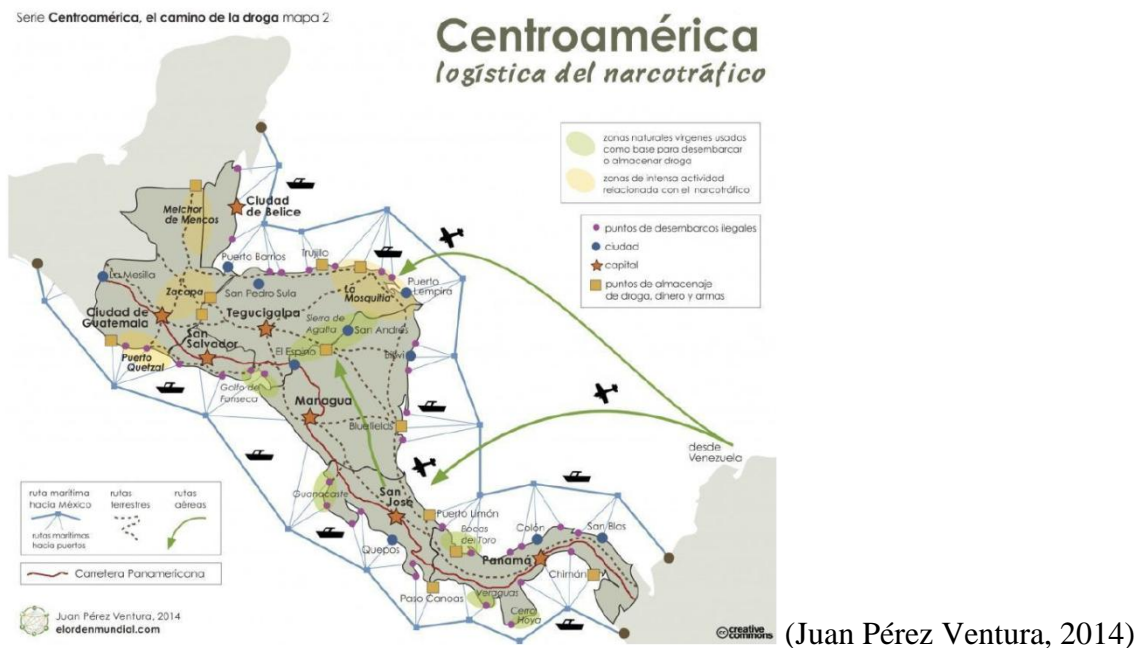 Serie Centroamérica, el camino de la droga mapa 2
Centroamérica
logística del narcotráfico
zonas naturales vírgenes usadas
como base para desembarcar
o almacenar droga
zonas de intensa actividad
relacionada con el narcotráfico
puntos de desembarcos ilegales
ciudad
capital
puntos de almacenaje
de droga, dinero y armas
Ciudad
de Belice
Melchor
de Mencos
Puerto Barrios
Trujillo
La Mesilla
Zacapa
San Pedro Sula
La
Mosquitia
Puerto
Lempira
Ciudad de
Guatemala
Tegucigalpa
Sierra de
Agalta
San Andrés
San
Salvador
El Espino
Puerto
Quetzal
Golfo de
Fonseca
Managua
Bluefields
desde
Venezuela
Guanacaste
San
José
Puerto Limón
Bocas
del Toro
Colón
San Blas
Quepos
Panamá
Chimán
Paso Canoas
Veraguas
Cerro
Hoya
ruta marítima
hacia México
rutas
terrestres
rutas
aéreas
rutas marítimas
hacia puertos
Carretera Panamericana
Juan Pérez Ventura, 2014
elordenmundial.com
creative
commons
(Juan Pérez Ventura, 2014)